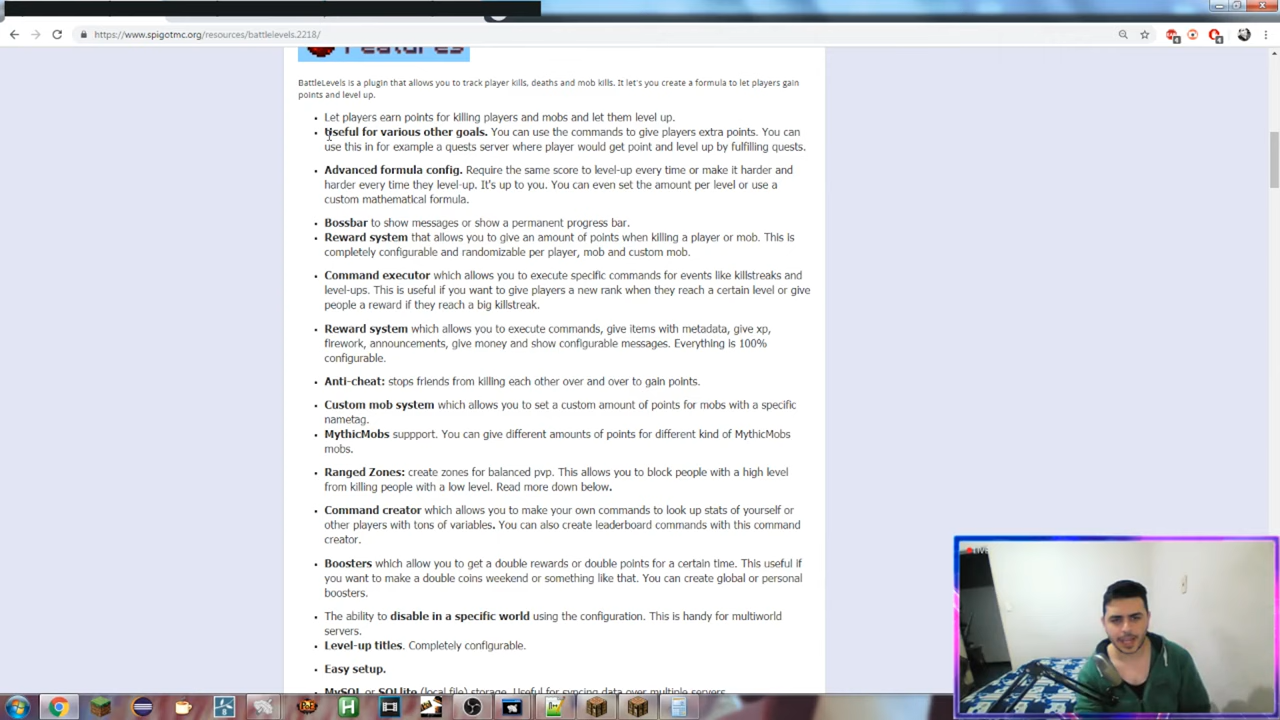 https://www.spigotmc.org/resources/battlelevels.2218/
Features
BattleLevels is a plugin that allows you to track player kills, deaths and mob kills. It let's you create a formula to let players gain
points and level up.
Let players earn points for killing players and mobs and let them level up.
Useful for various other goals. You can use the commands to give players extra points. You can
use this in for example a quests server where player would get point and level up by fulfilling quests.
Advanced formula config. Require the same score to level-up every time or make it harder and
harder every time they level-up. It's up to you. You can even set the amount per level or use a
custom mathematical formula.
Bossbar to show messages or show a permanent progress bar.
Reward system that allows you to give an amount of points when killing a player or mob. This is
completely configurable and randomizable per player, mob and custom mob.
Command executor which allows you to execute specific commands for events like killstreaks and
level-ups. This is useful if you want to give players a new rank when they reach a certain level or give
people a reward if they reach a big killstreak.
Reward system which allows you to execute commands, give items with metadata, give xp,
firework, announcements, give money and show configurable messages. Everything is 100%
configurable.
Anti-cheat: stops friends from killing each other over and over to gain points.
Custom mob system which allows you to set a custom amount of points for mobs with a specific
nametag.
MythicMobs suppport. You can give different amounts of points for different kind of MythicMobs
mobs.
Ranged Zones: create zones for balanced pvp. This allows you to block people with a high level
from killing people with a low level. Read more down below.
Command creator which allows you to make your own commands to look up stats of yourself or
other players with tons of variables. You can also create leaderboard commands with this command
creator.
Boosters which allow you to get a double rewards or double points for a certain time. This useful if
you want to make a double coins weekend or something like that. You can create global or personal
boosters.
The ability to disable in a specific world using the configuration. This is handy for multiworld
servers.
Level-up titles. Completely configurable.
Easy setup.
MySQL or SQLlite (local file) storage. Useful for syncing data over multiple servers.